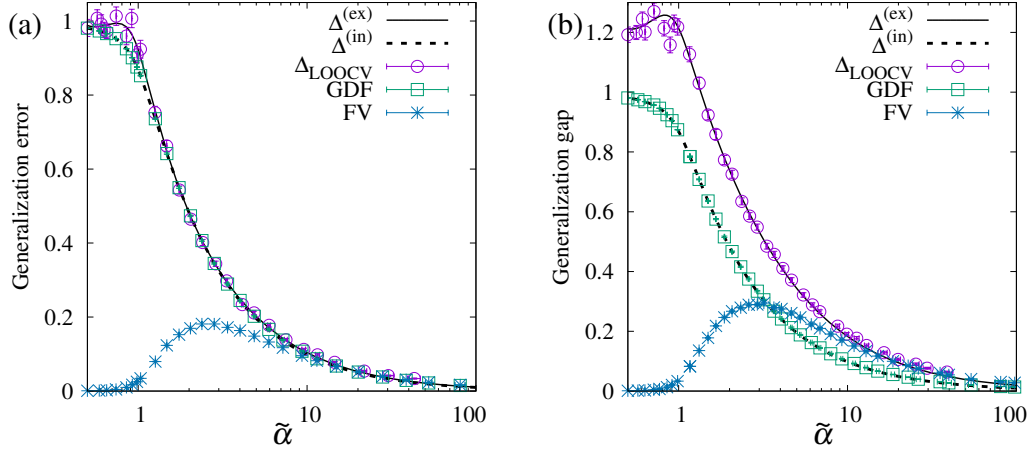 (a)
Generalization error
1
0.8
0.6
0.4
0.2
0
1
10
100
α̃
Δ(ex)
Δ(in)
ΔLOOCV
GDF
FV
(b)
Generalization gap
1.2
1
0.8
0.6
0.4
0.2
0
1
10
100
α̃
Δ(ex)
Δ(in)
ΔLOOCV
GDF
FV